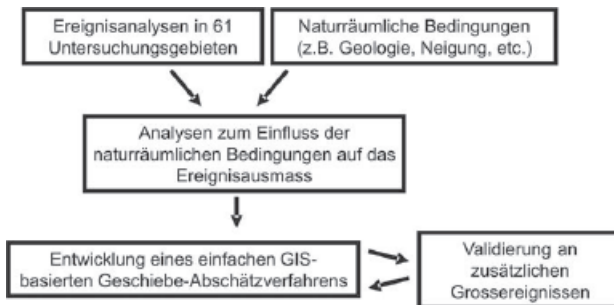 Ereignisanalysen in 61
Untersuchungsgebieten
Naturräumliche Bedingungen
(z.B. Geologie, Neigung, etc.)
Analysen zum Einfluss der
naturräumlichen Bedingungen auf das
Ereignisausmass
Entwicklung eines einfachen GIS-
basierten Geschiebe-Abschätzverfahrens
Validierung an
zusätzlichen
Grossereignissen